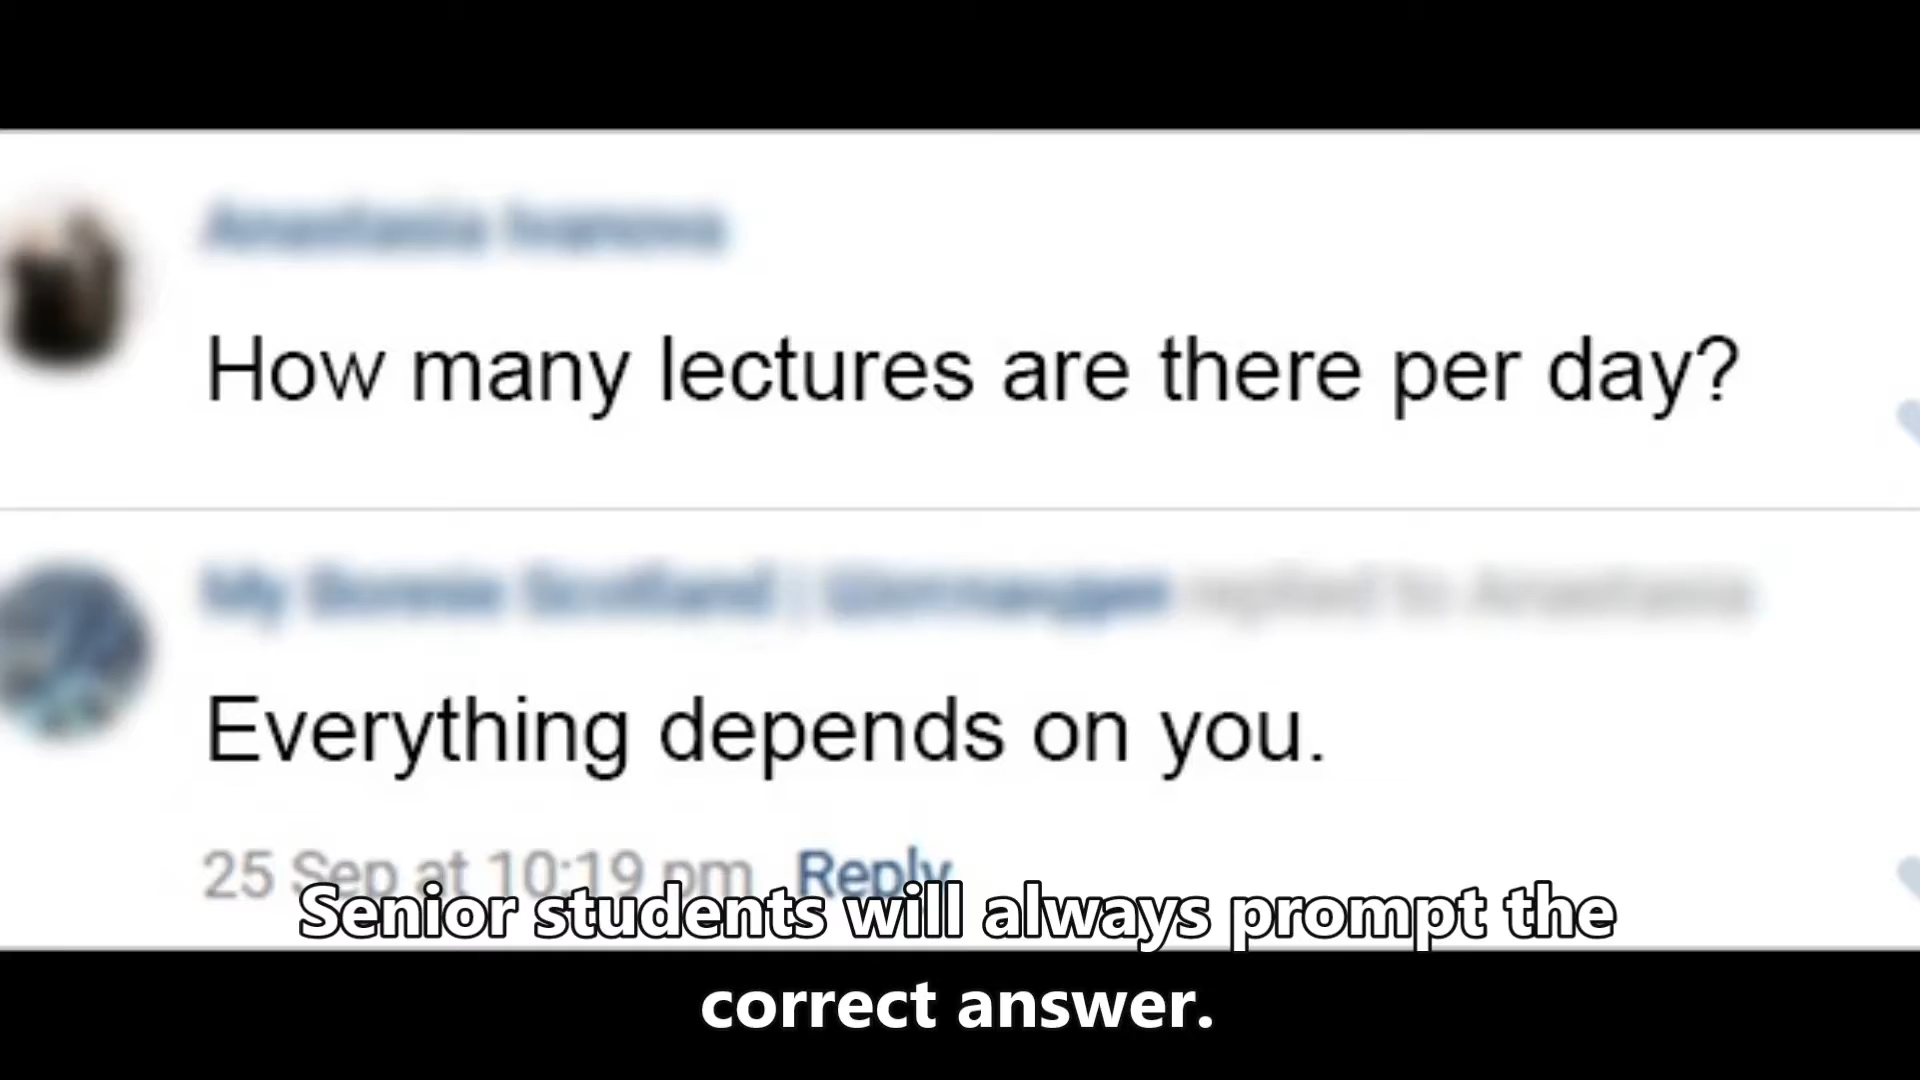 How many lectures are there per day?
Everything depends on you.
25 Sep at 10:19 pm Reply
Senior students will always prompt the
correct answer.